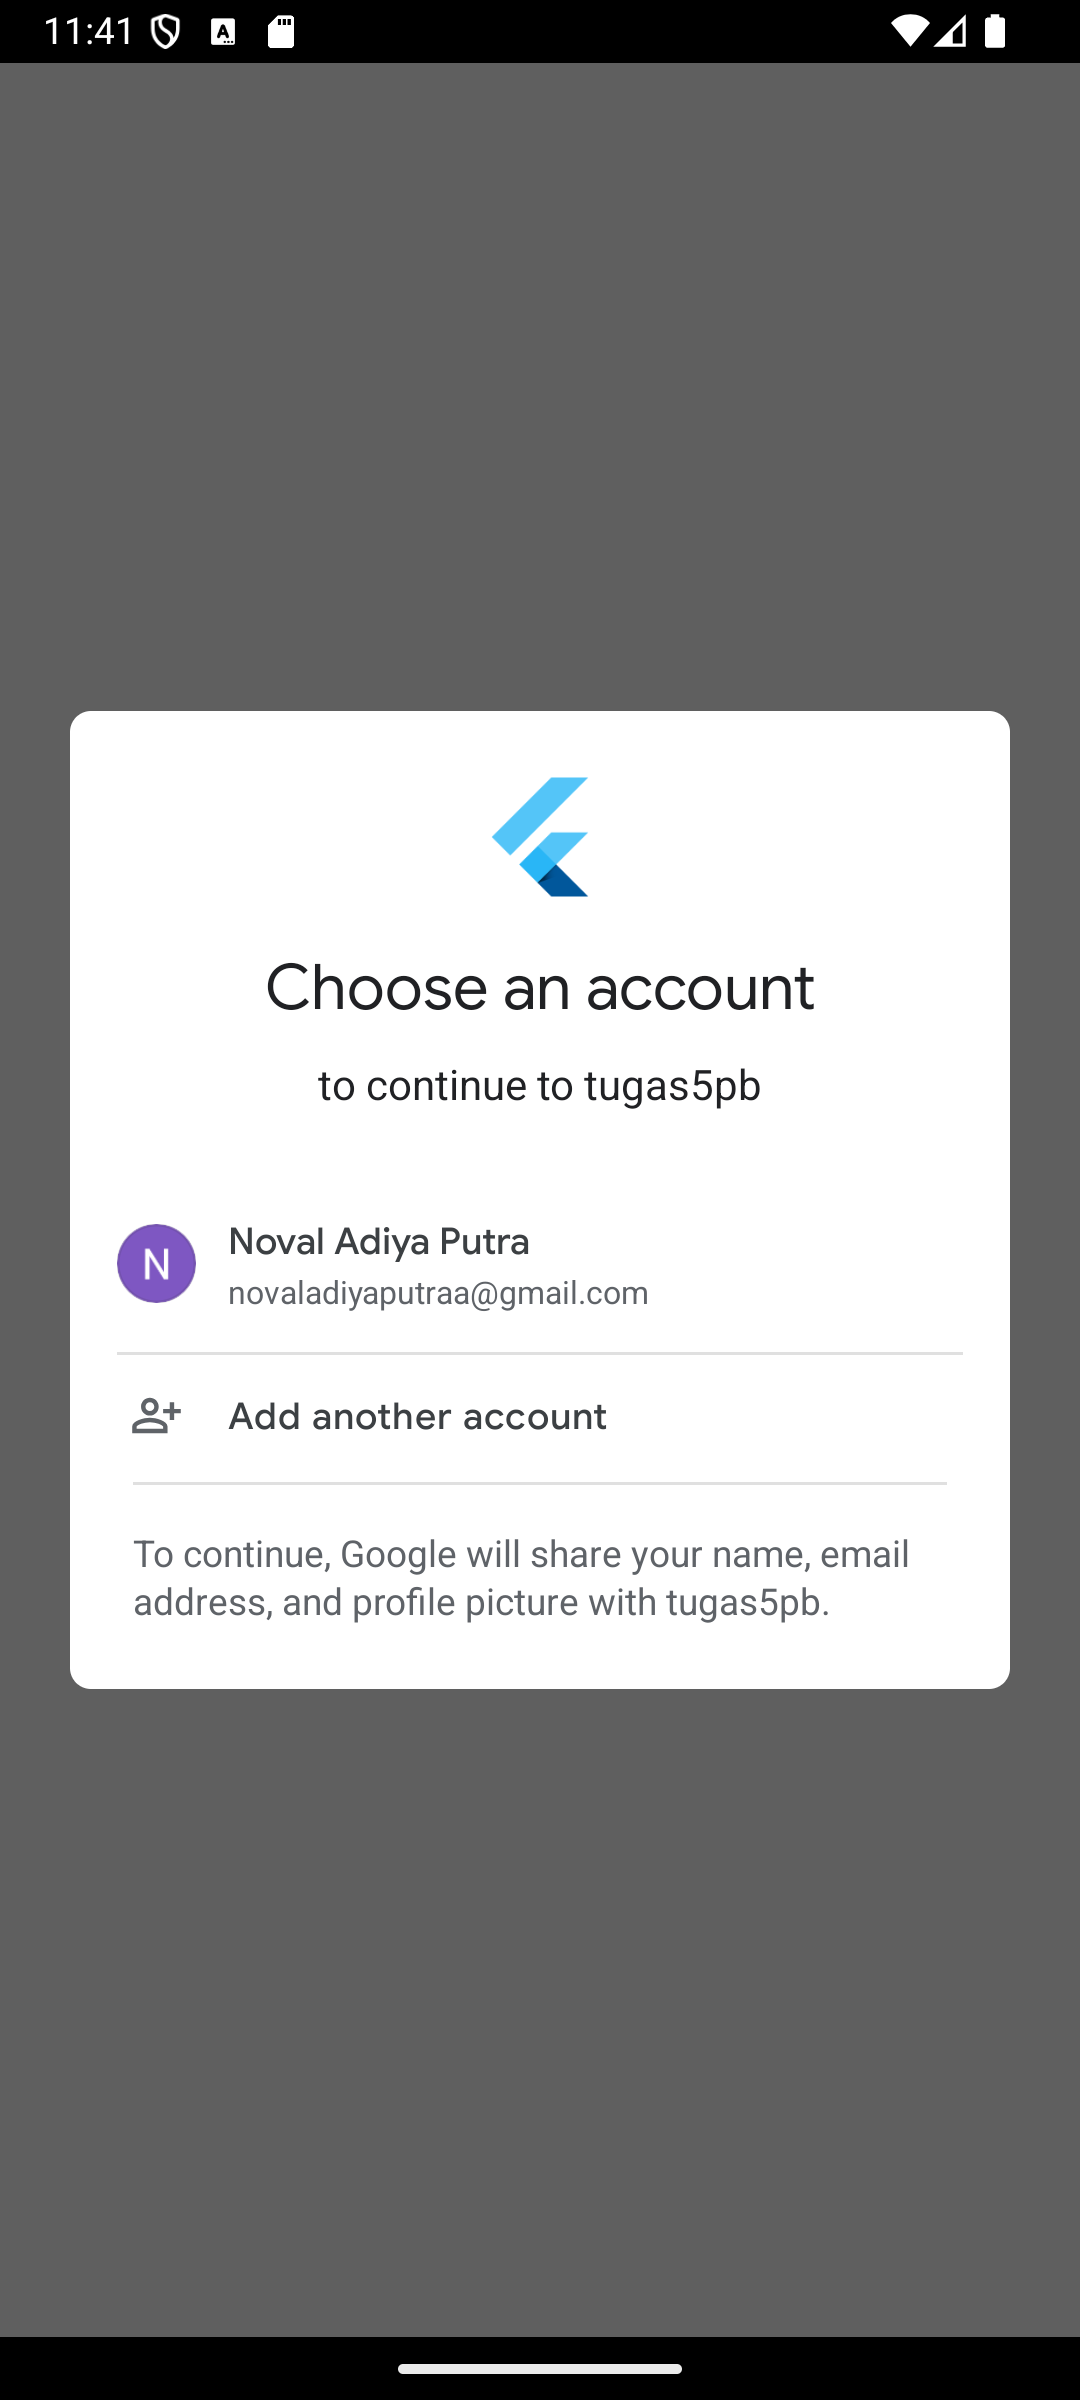 11:41
Choose an account
to continue to tugas5pb
N
Noval Adiya Putra
novaladiyaputraa@gmail.com
Add another account
To continue, Google will share your name, email
address, and profile picture with tugas5pb.